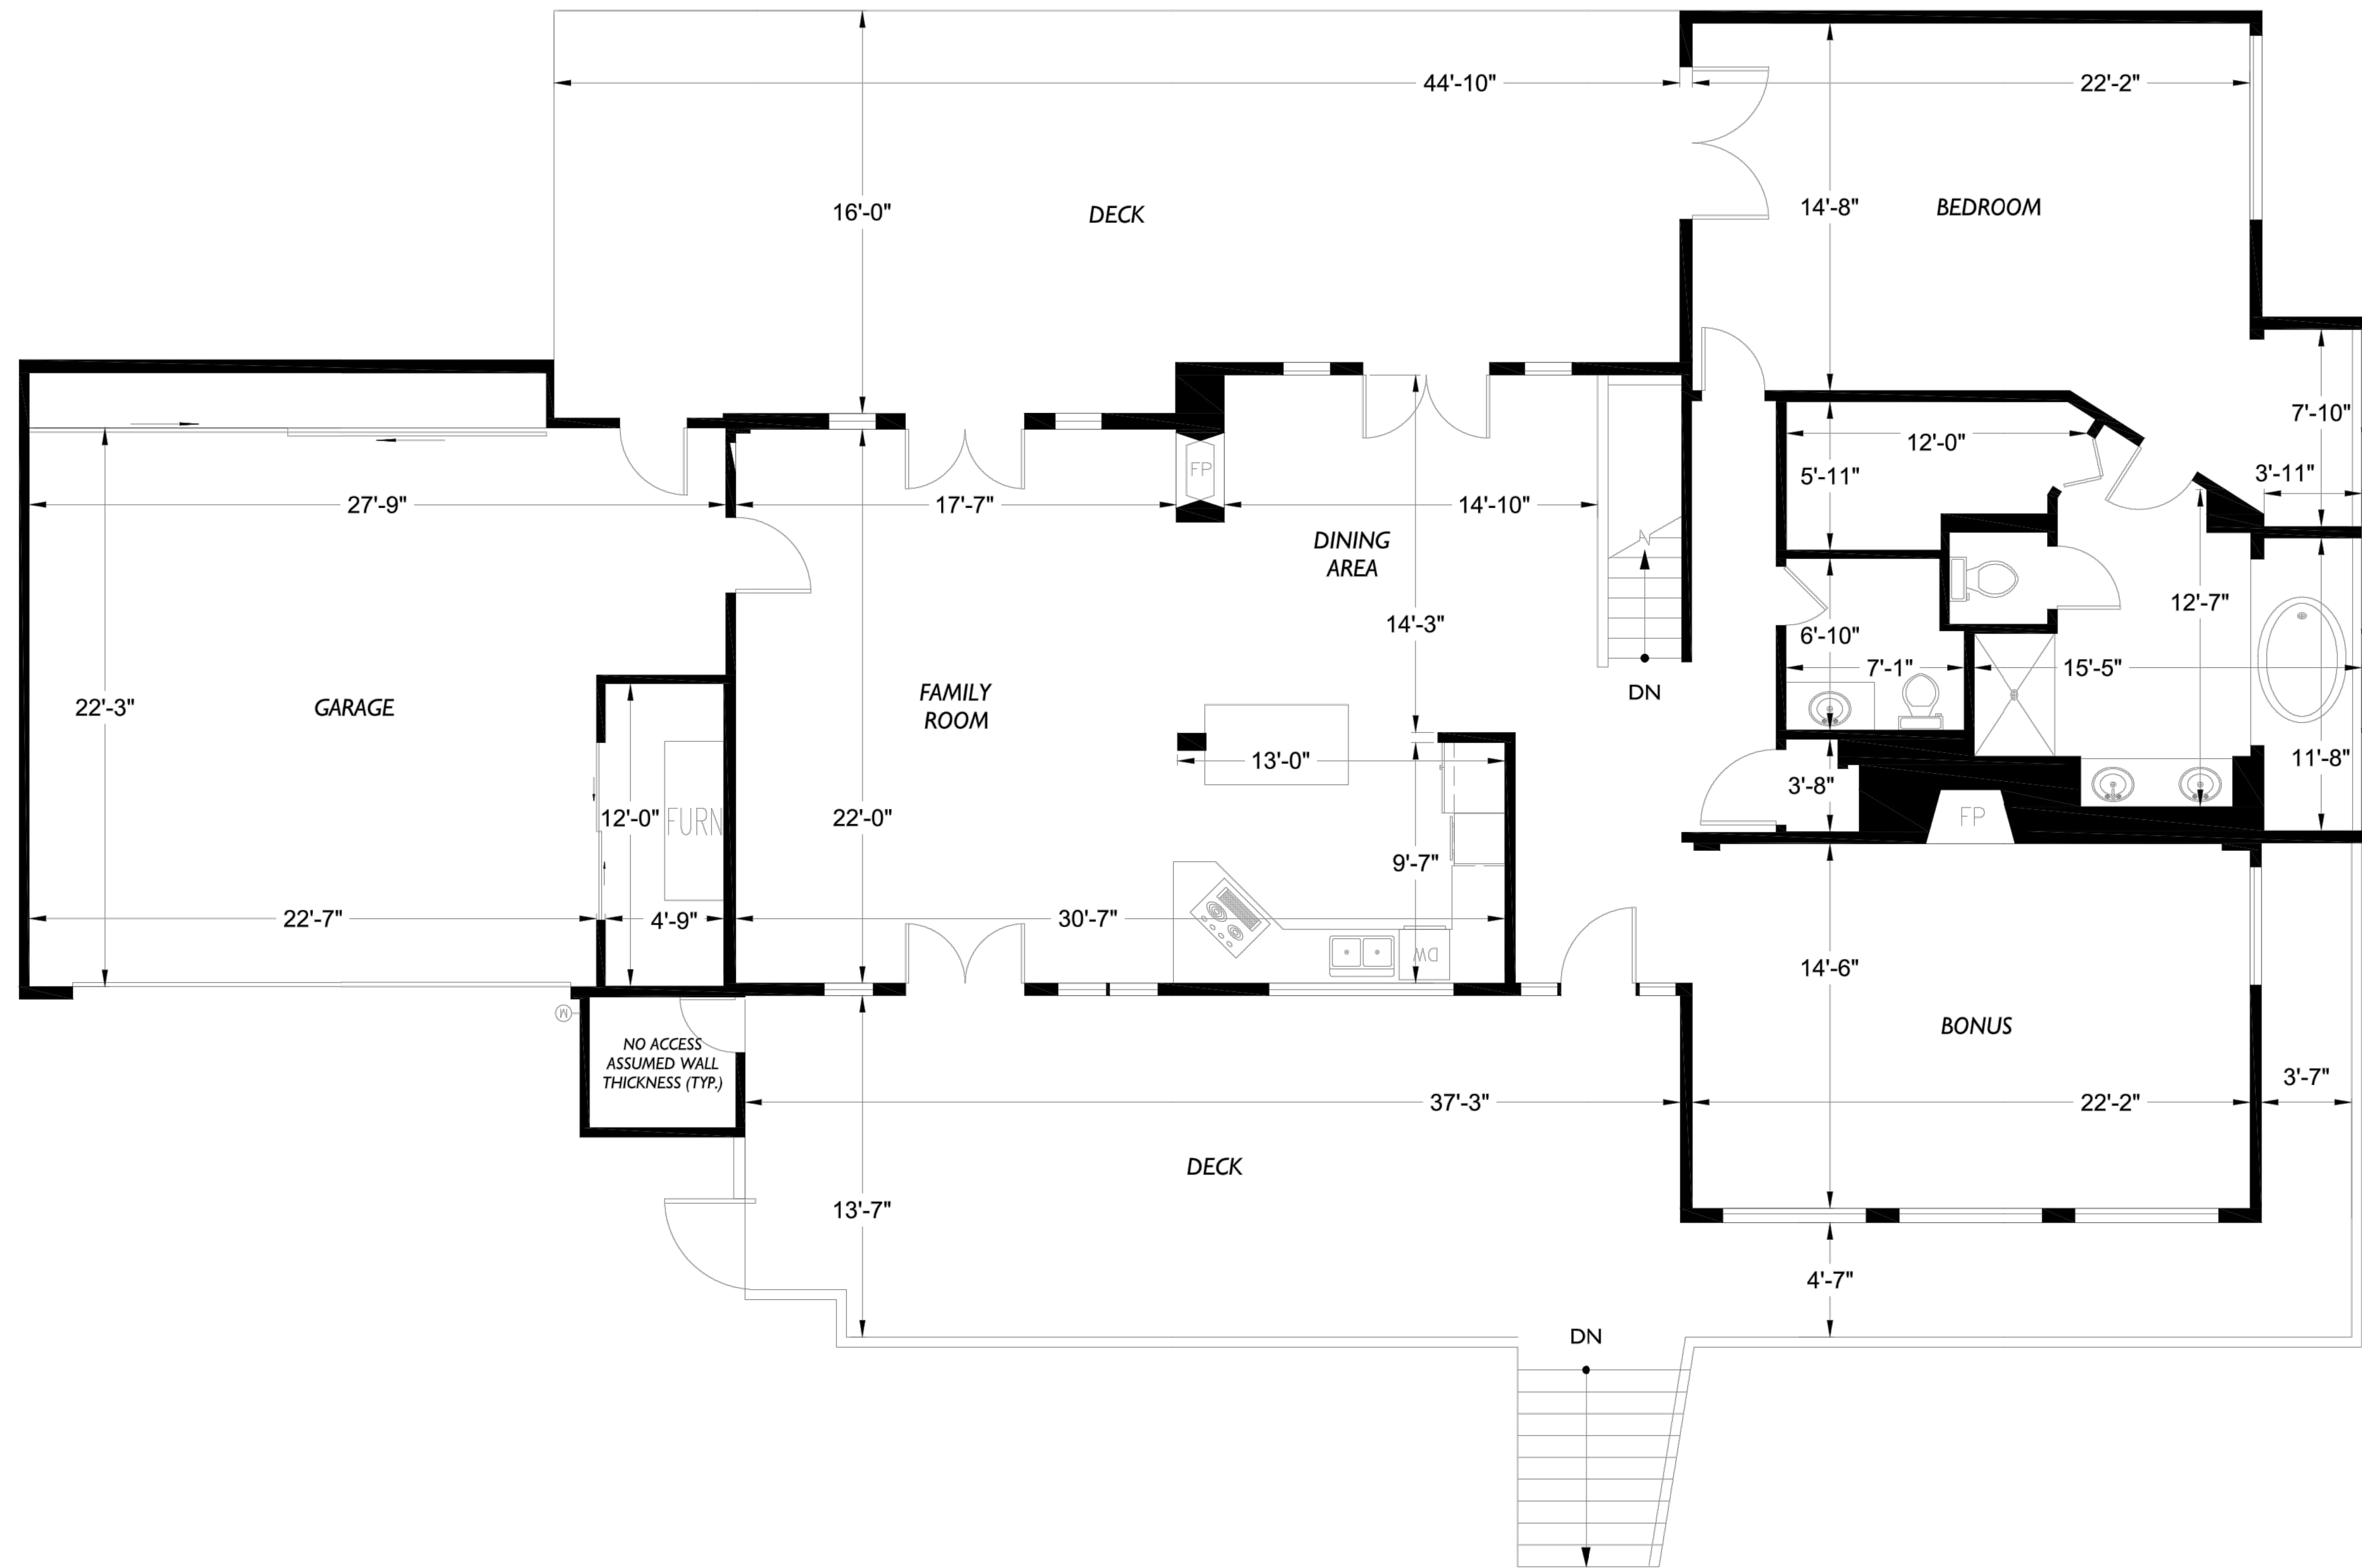 44'-10"
22'-2"
16'-0"
DECK
14'-8"
BEDROOM
7'-10"
12'-0"
5'-11"
3'-11"
FP
27'-9"
17'-7"
14'-10"
DINING
AREA
14'-3"
12'-7"
6'-10"
7'-1"
15'-5"
DN
22'-3"
GARAGE
FAMILY
ROOM
13'-0"
11'-8"
3'-8"
12'-0"
FURN
22'-0"
FP
9'-7"
22'-7"
4'-9"
30'-7"
DW
14'-6"
M
BONUS
NO ACCESS
ASSUMED WALL
THICKNESS (TYP.)
3'-7"
37'-3"
22'-2"
DECK
13'-7"
4'-7"
DN